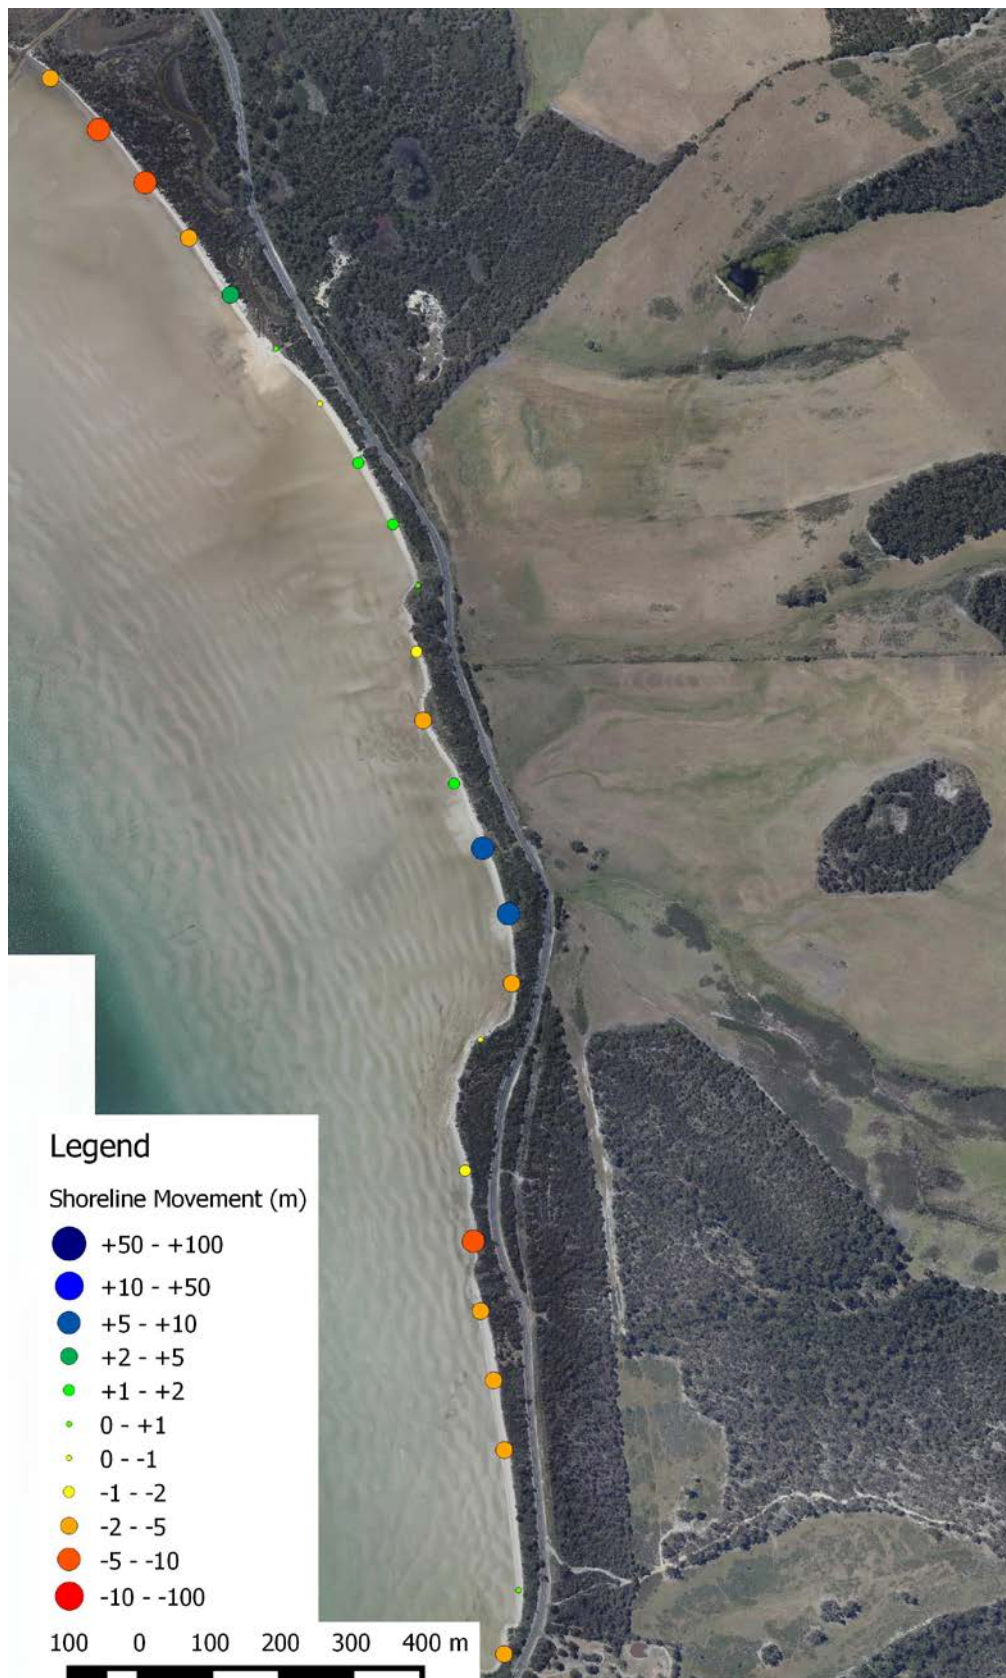 Legend
Shoreline Movement (m)
+50 - +100
+10 - +50
+5 - +10
+2 - +5
+1 - +2
0 - +1
0 - -1
-1 - -2
-2 - -5
-5 - -10
-10 - -100
100 0 100 200 300 400 m